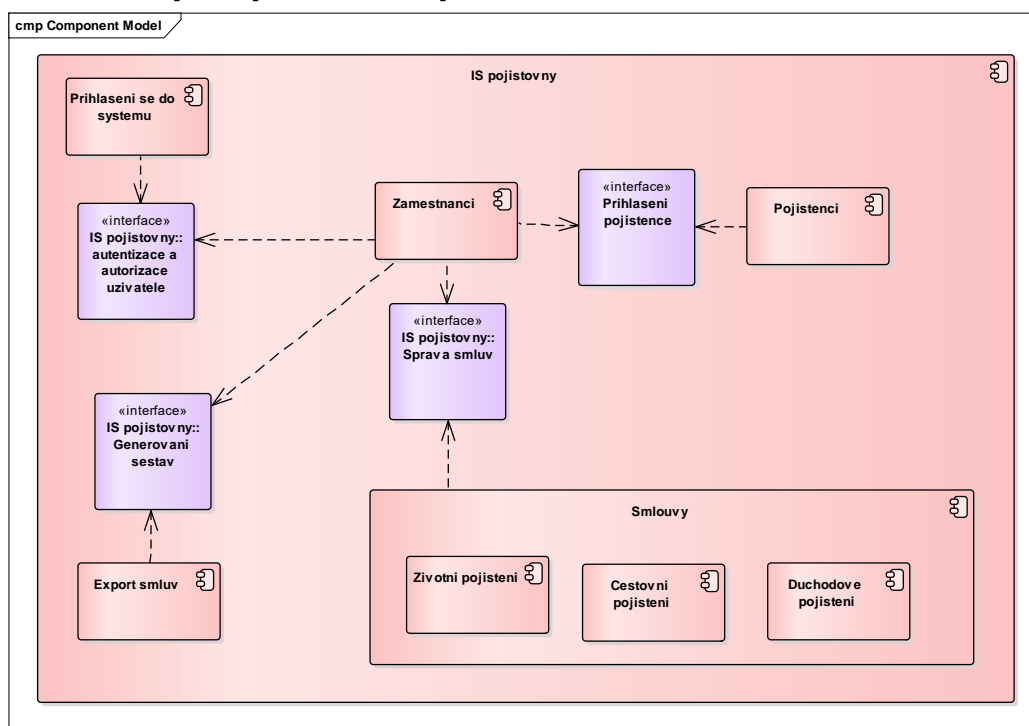 cmp Component Model
IS pojistovny
Prihlaseni se do
systemu
«interface»
IS pojistovny::
autentizace a
autorizace
uzivatele
Zamestnanci
«interface»
Prihlaseni
pojistence
Pojistenci
«interface»
IS pojistovny::
Sprava smluv
«interface»
IS pojistovny::
Generovani
sestav
Export smluv
Smlouvy
Zivotni pojisteni
Cestovni
pojisteni
Duchodove
pojisteni